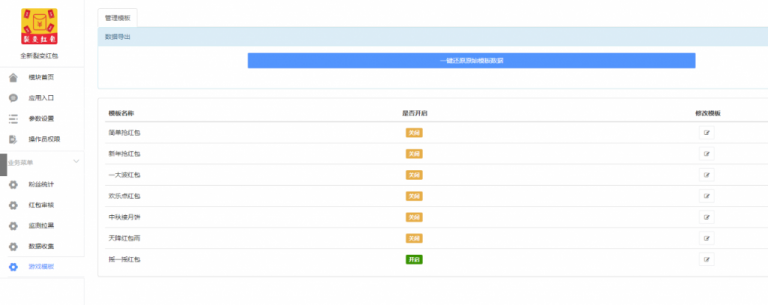 裂变红包
全新裂变红包
模块首页
应用入口
参数设置
操作员权限
业务菜单
粉丝统计
红包审核
监测拉黑
数据收集
游戏模板
管理模板
数据导出
一键还原原始模板数据
模板名称 是否开启 修改模板
简单抢红包 关闭
新年抢红包 关闭
一大波红包 关闭
欢乐点红包 关闭
中秋接月饼 关闭
天降红包雨 关闭
摇一摇红包 开启